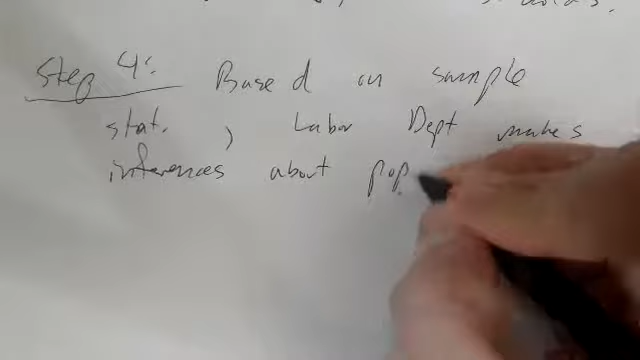 Step 4: Based on sample
stat., Labor Dept makes
inferences about pop.